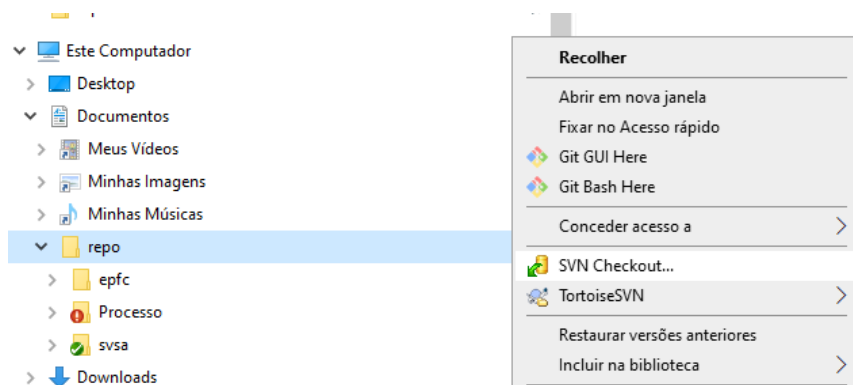 Este Computador
Desktop
Documentos
Meus Vídeos
Minhas Imagens
Minhas Músicas
repo
epfc
Processo
svsa
Downloads
Recolher
Abrir em nova janela
Fixar no Acesso rápido
Git GUI Here
Git Bash Here
Conceder acesso a
SVN Checkout...
TortoiseSVN
Restaurar versões anteriores
Incluir na biblioteca